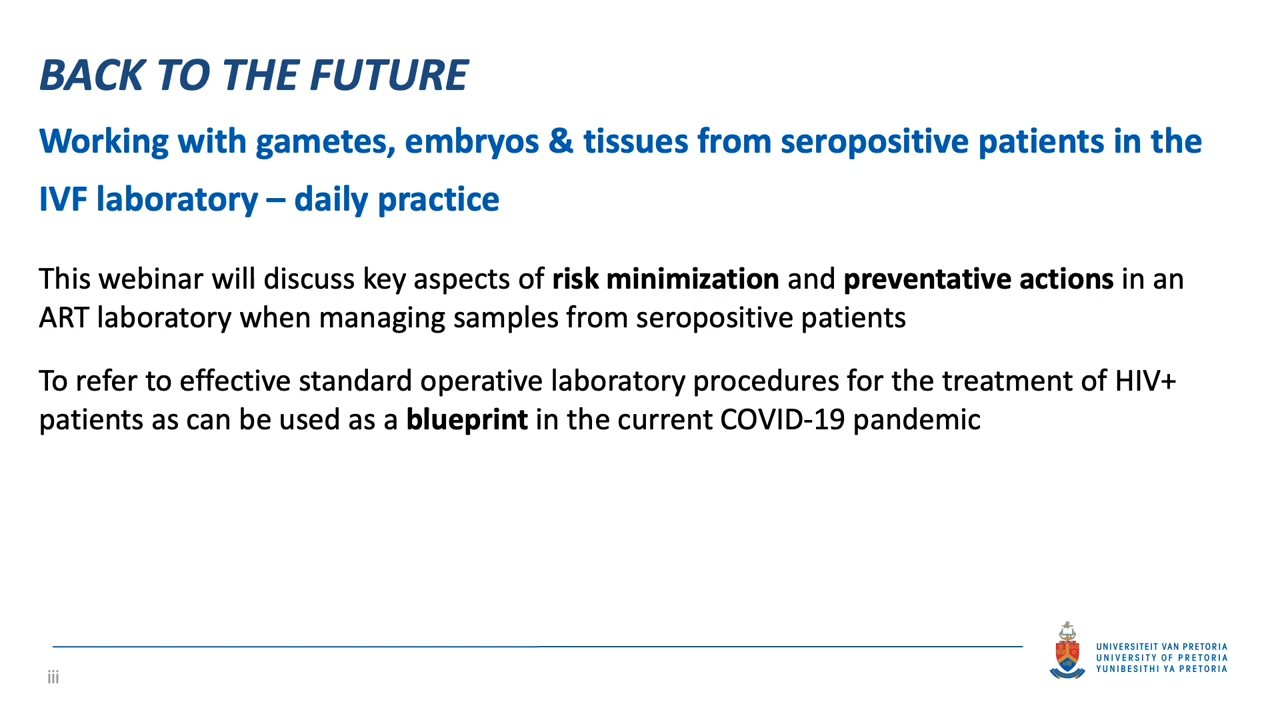 BACK TO THE FUTURE
Working with gametes, embryos & tissues from seropositive patients in the
IVF laboratory – daily practice
This webinar will discuss key aspects of risk minimization and preventative actions in an
ART laboratory when managing samples from seropositive patients
To refer to effective standard operative laboratory procedures for the treatment of HIV+
patients as can be used as a blueprint in the current COVID-19 pandemic
iii
UNIVERSITEIT VAN PRETORIA
UNIVERSITY OF PRETORIA
YUNIBESITHI YA PRETORIA